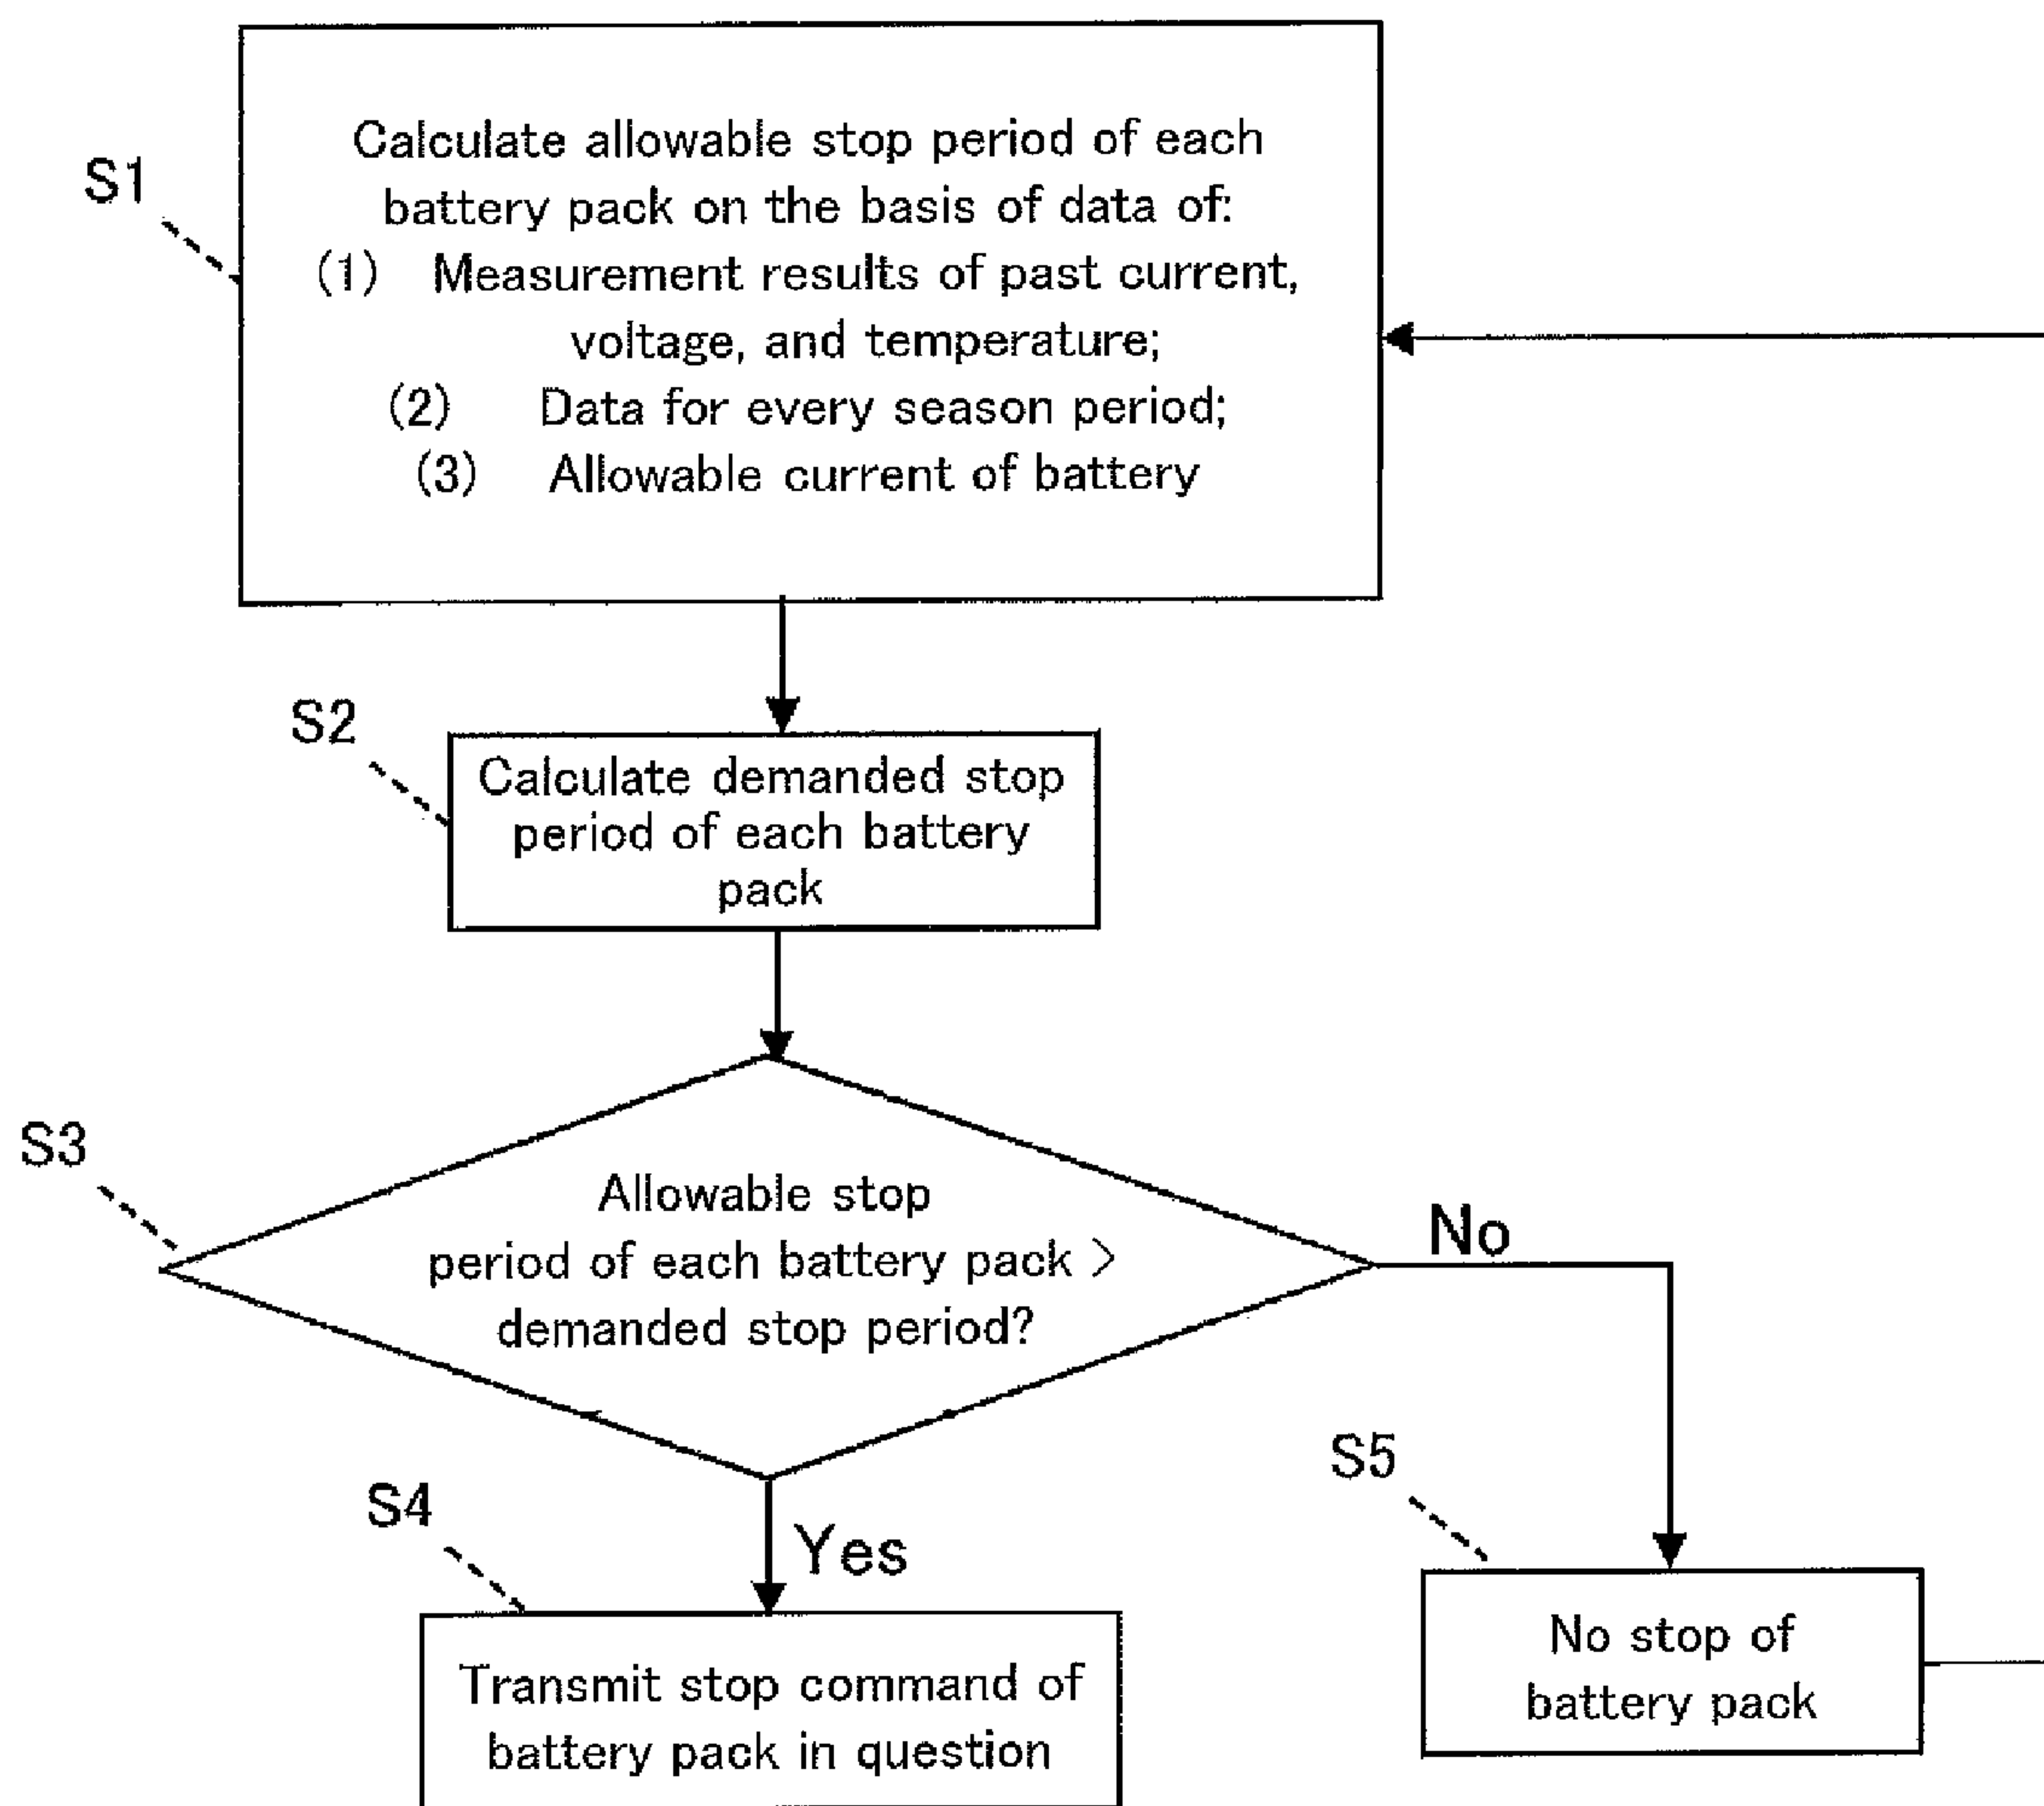 S1
Calculate allowable stop period of each
battery pack on the basis of data of:
(1) Measurement results of past current,
voltage, and temperature;
(2) Data for every season period;
(3) Allowable current of battery
S2
Calculate demanded stop
period of each battery
pack
S3
Allowable stop
period of each battery pack >
demanded stop period?
No
S4
Yes
Transmit stop command of
battery pack in question
S5
No stop of
battery pack